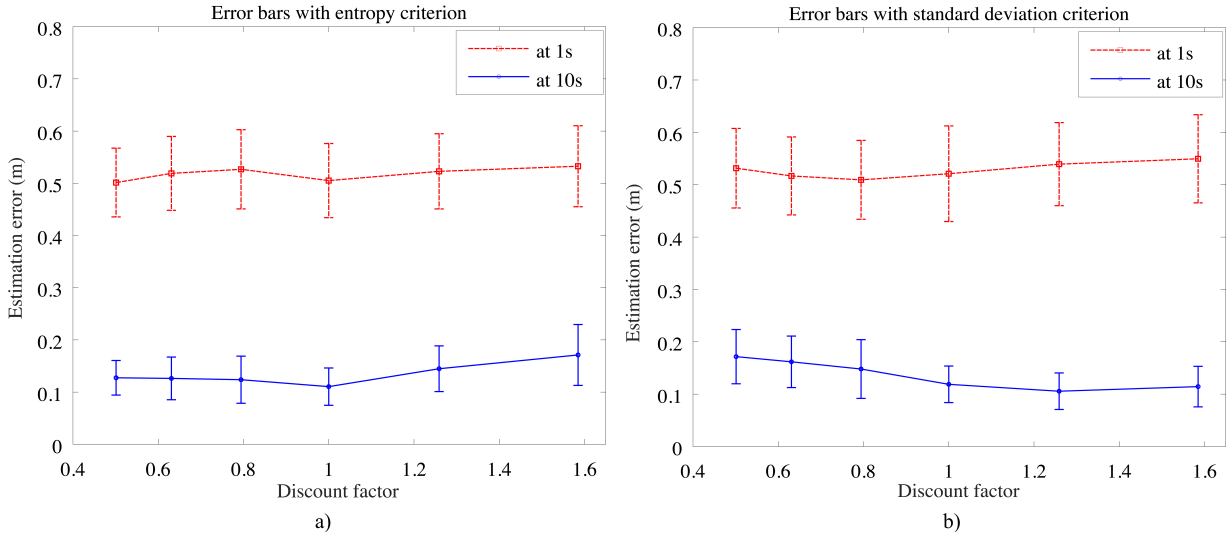 Error bars with entropy criterion
0.8
0.7
0.6
0.5
0.4
0.3
0.2
0.1
0
Estimation error (m)
at 1s
at 10s
0.4 0.6 0.8 1 1.2 1.4 1.6
Discount factor
a)
Error bars with standard deviation criterion
0.8
0.7
0.6
0.5
0.4
0.3
0.2
0.1
0
Estimation error (m)
at 1s
at 10s
0.4 0.6 0.8 1 1.2 1.4 1.6
Discount factor
b)